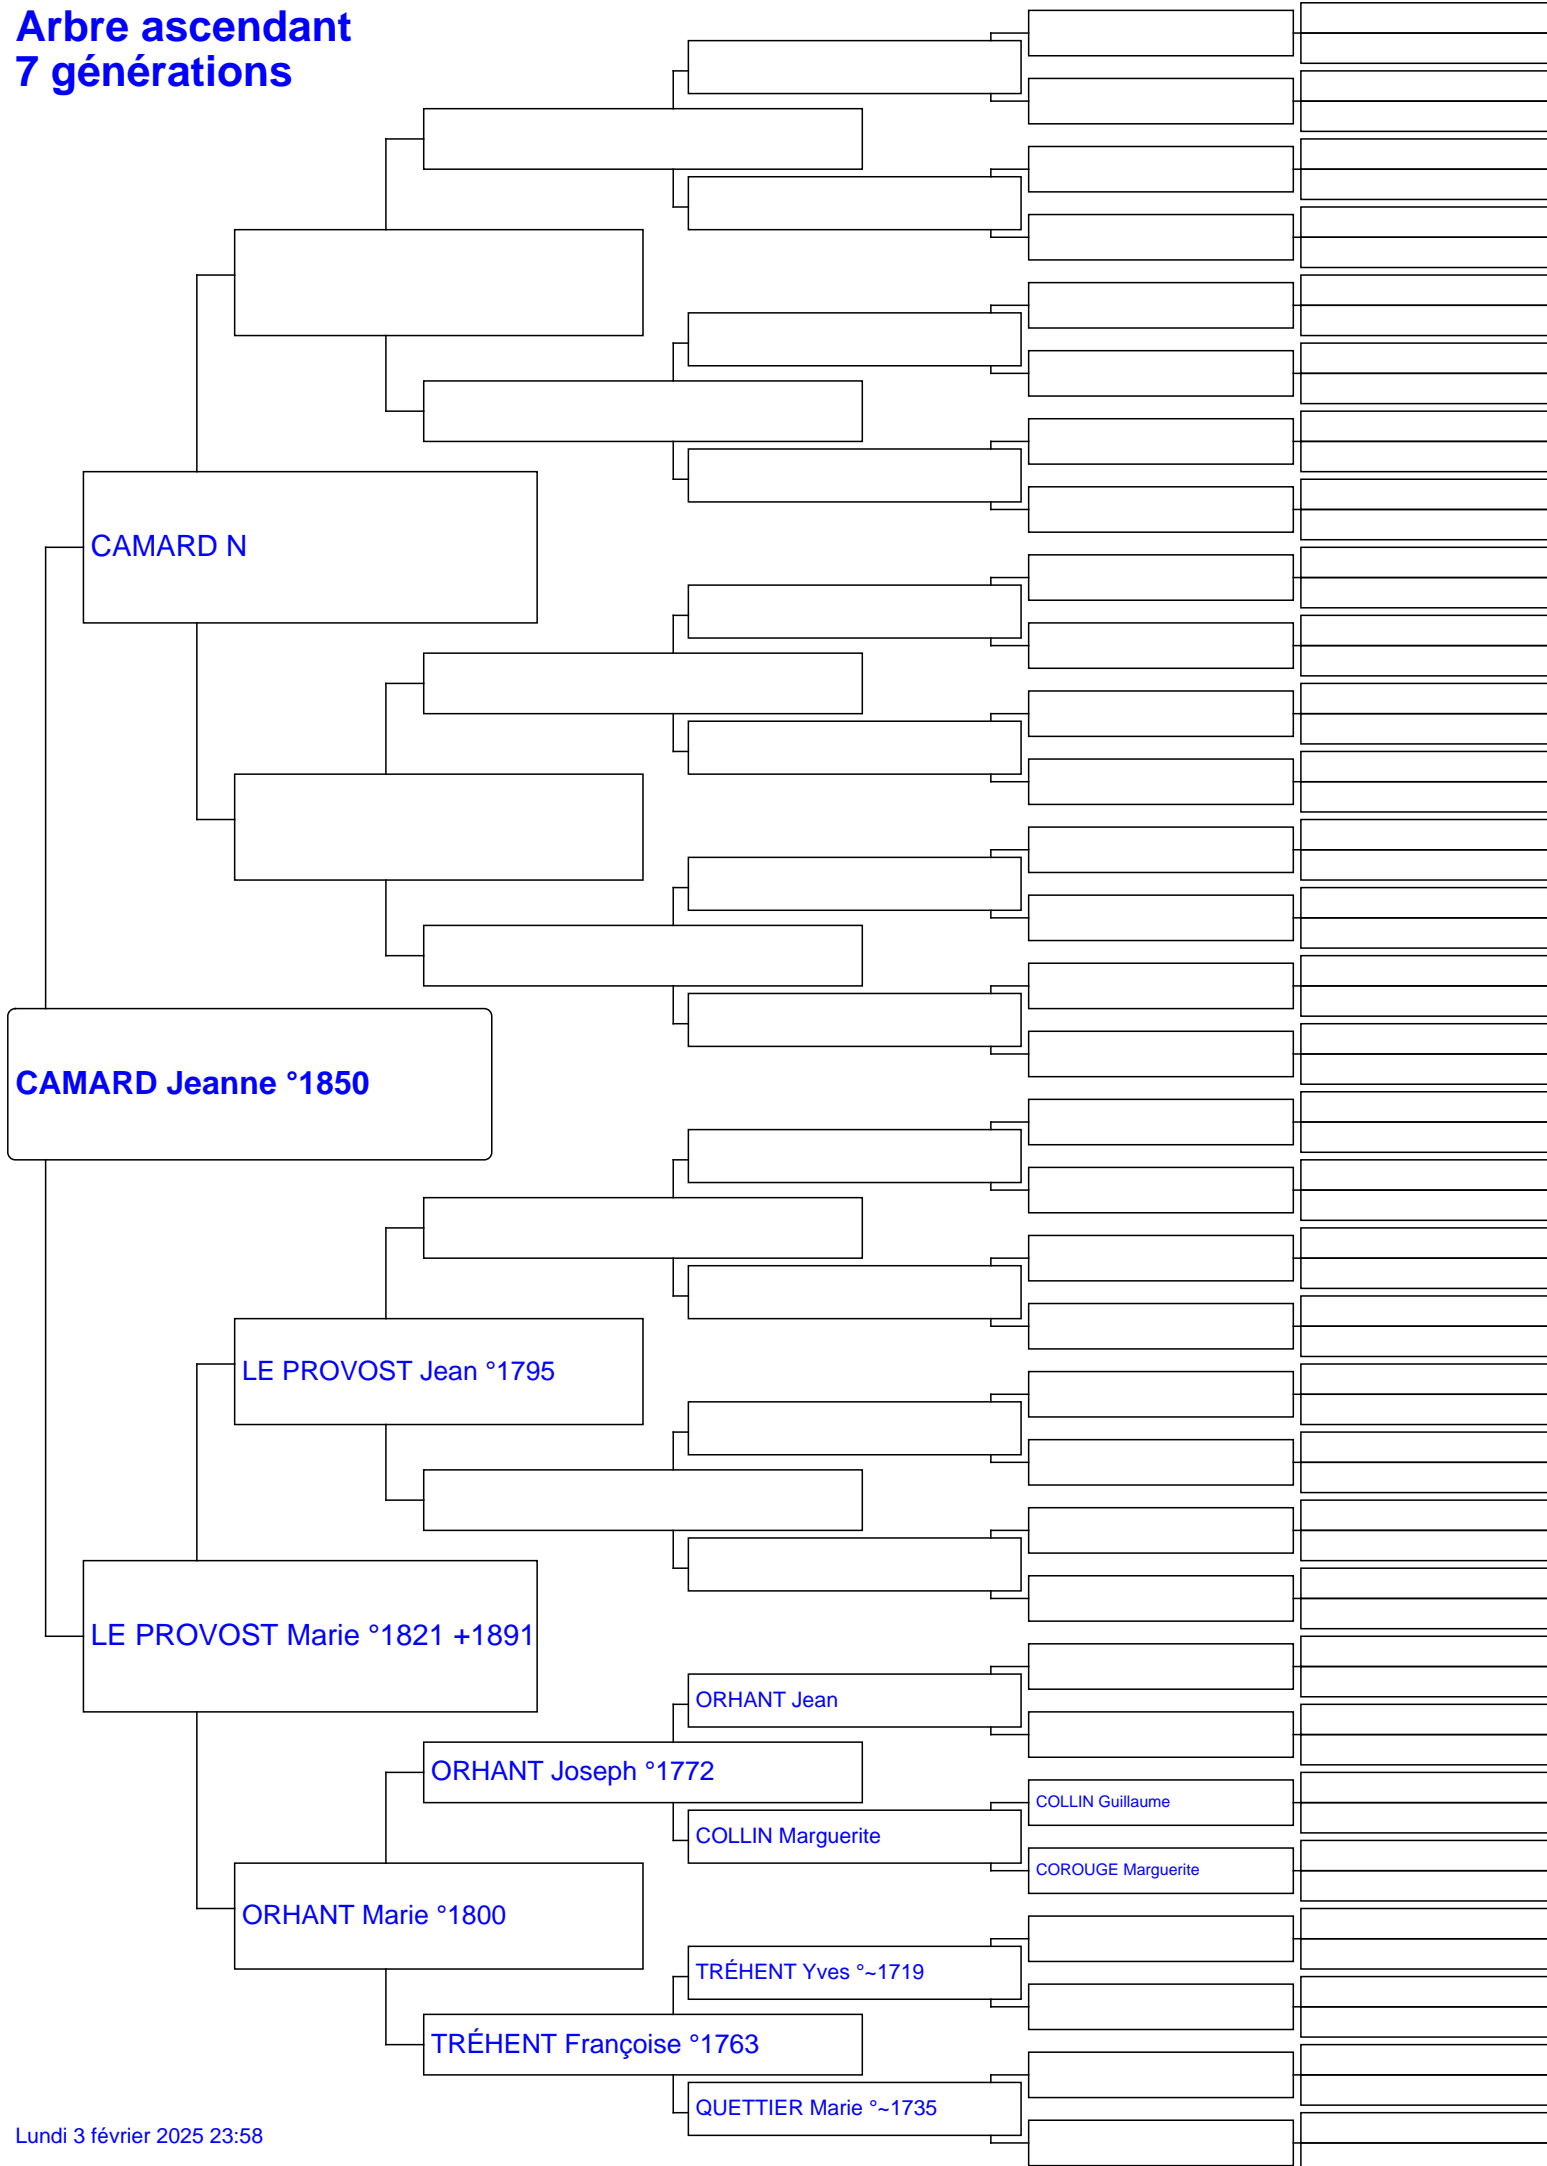 Arbre ascendant
7 générations
CAMARD N
CAMARD Jeanne °1850
LE PROVOST Jean °1795
LE PROVOST Marie °1821 +1891
ORHANT Jean
ORHANT Joseph °1772
COLLIN Guillaume
COLLIN Marguerite
COROUGE Marguerite
ORHANT Marie °1800
TRÉHENT Yves °~1719
TRÉHENT Françoise °1763
QUETTIER Marie °~1735
Lundi 3 février 2025 23:58